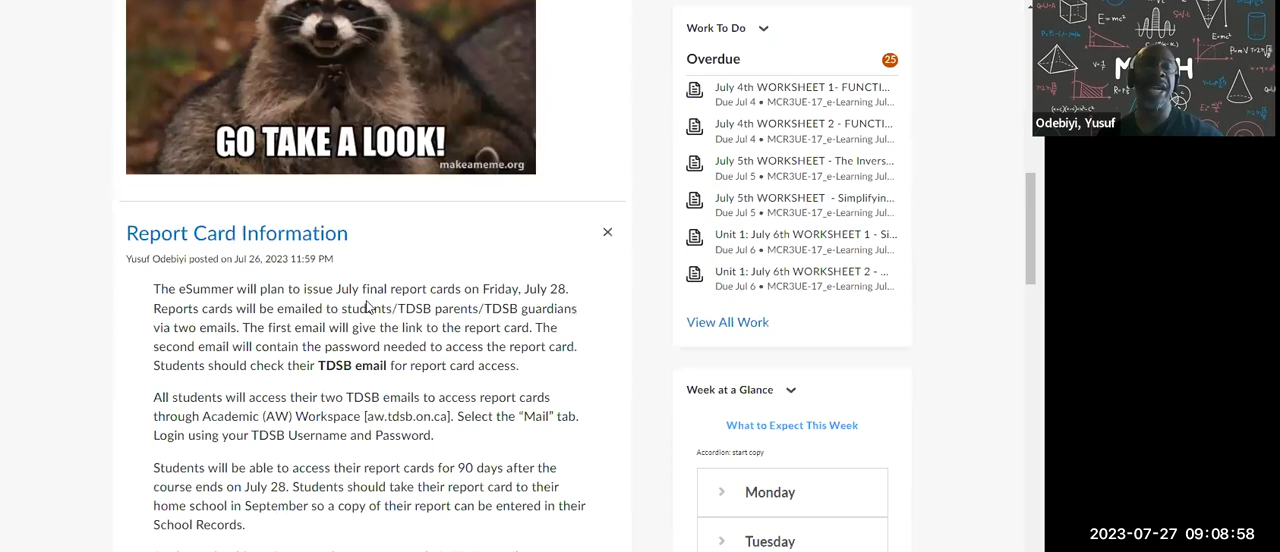 GO TAKE A LOOK!
makeameme.org
Report Card Information
Yusuf Odebiyi posted on Jul 26, 2023 11:59 PM
The eSummer will plan to issue July final report cards on Friday, July 28.
Reports cards will be emailed to students/TDSB parents/TDSB guardians
via two emails. The first email will give the link to the report card. The
second email will contain the password needed to access the report card.
Students should check their TDSB email for report card access.
All students will access their two TDSB emails to access report cards
through Academic (AW) Workspace [aw.tdsb.on.ca]. Select the “Mail” tab.
Login using your TDSB Username and Password.
Students will be able to access their report cards for 90 days after the
course ends on July 28. Students should take their report card to their
home school in September so a copy of their report can be entered in their
School Records.
Work To Do
Overdue
25
July 4th WORKSHEET 1- FUNCTI...
Due Jul 4 • MCR3UE-17_e-Learning Jul...
July 4th WORKSHEET 2 - FUNCTI...
Due Jul 4 • MCR3UE-17_e-Learning Jul...
July 5th WORKSHEET - The Invers...
Due Jul 5 • MCR3UE-17_e-Learning Jul...
July 5th WORKSHEET - Simplifyin...
Due Jul 5 • MCR3UE-17_e-Learning Jul...
Unit 1: July 6th WORKSHEET 1 - Si...
Due Jul 6 • MCR3UE-17_e-Learning Jul...
Unit 1: July 6th WORKSHEET 2 - ...
Due Jul 6 • MCR3UE-17_e-Learning Jul...
View All Work
Week at a Glance
What to Expect This Week
Accordion: start copy
Monday
Tuesday
E=mc²
Odebiyi, Yusuf
2023-07-27 09:08:58